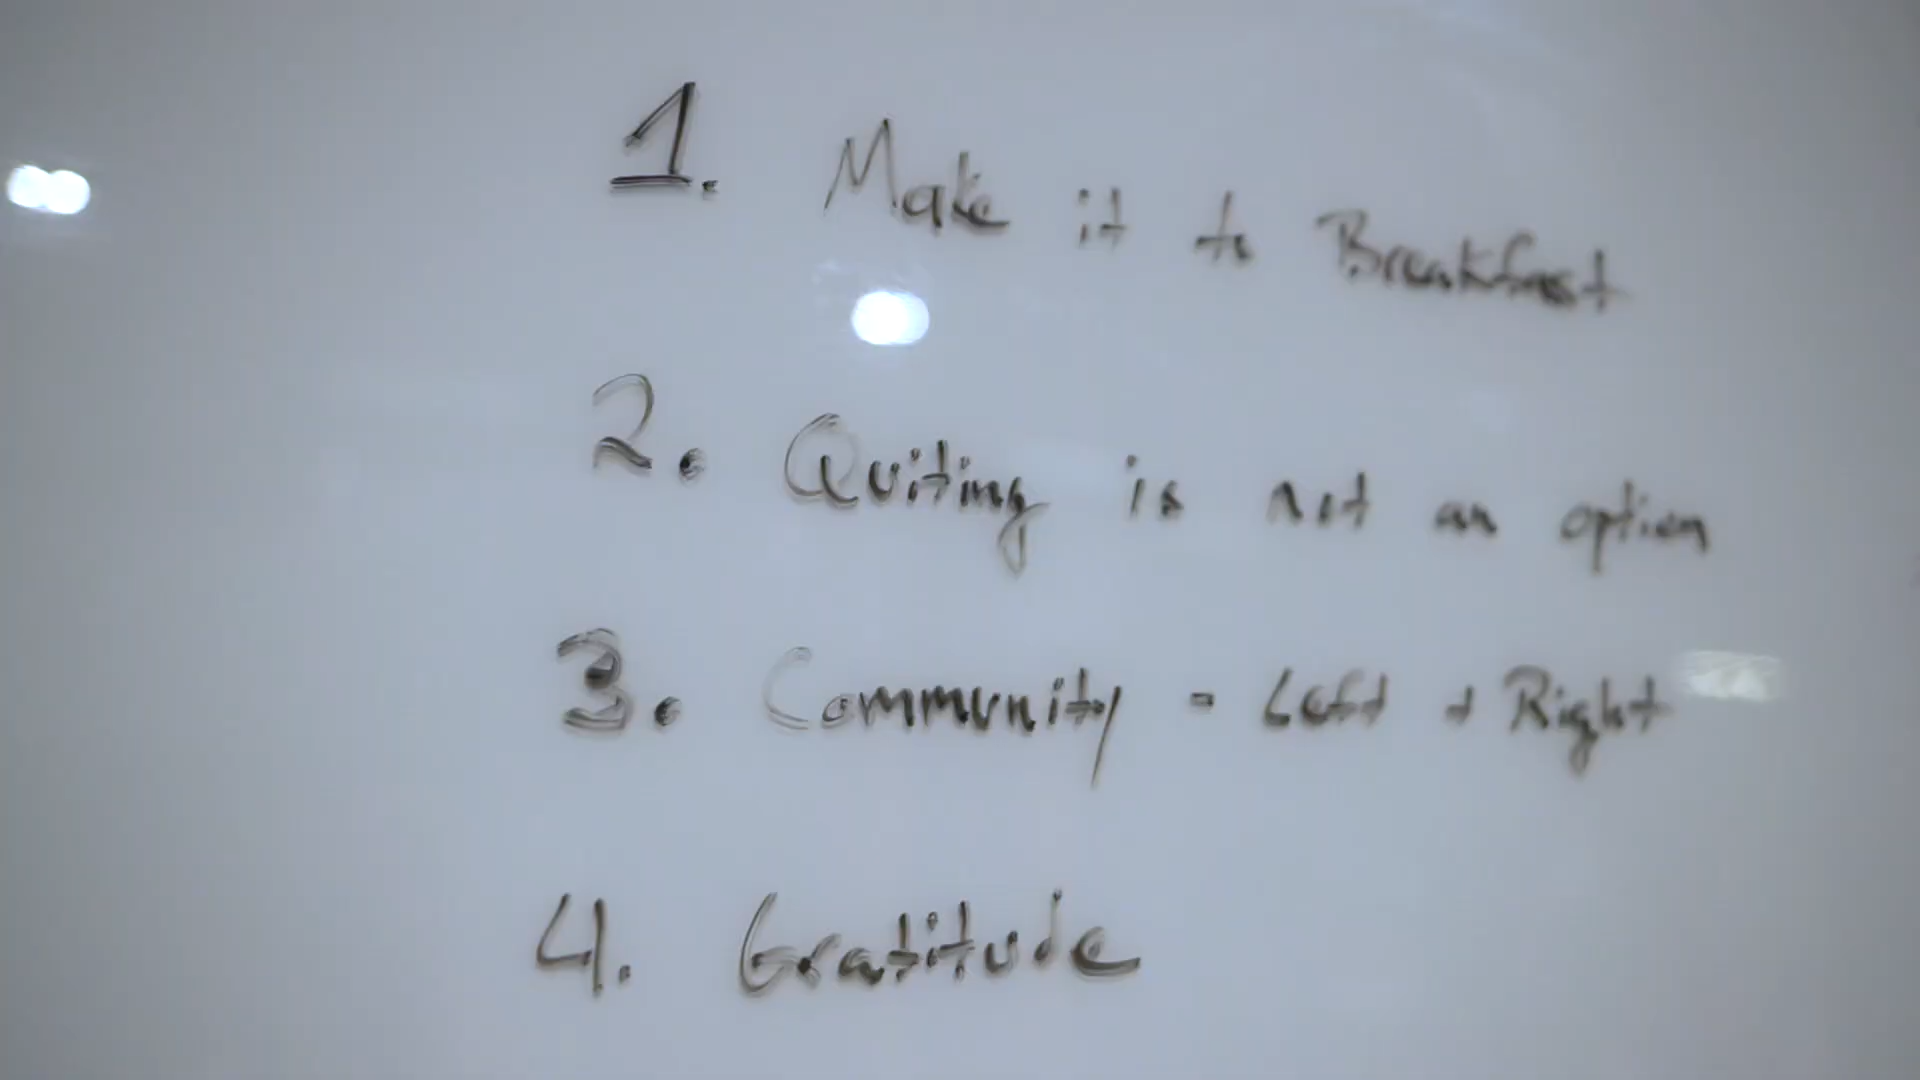 1. Make it to Breakfast
2. Quiting is not an option
3. Community = Left + Right
4. Gratitude